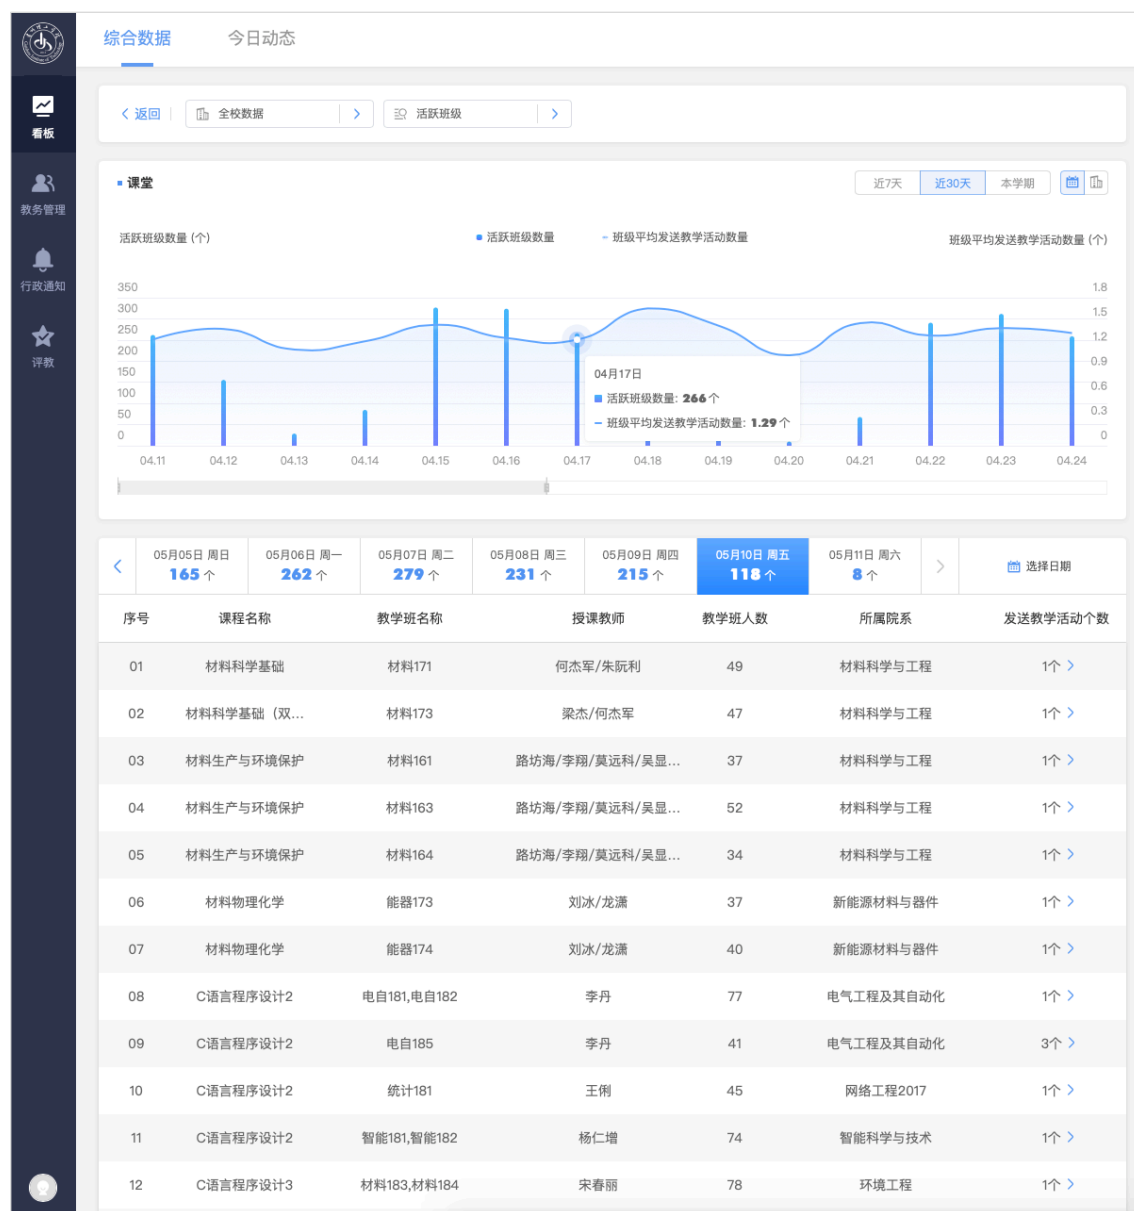 综合数据 今日动态
看板
教务管理
行政通知
评教
返回 全校数据 活跃班级
课堂 近7天 近30天 本学期
活跃班级数量 (个) 活跃班级数量 班级平均发送教学活动数量 班级平均发送教学活动数量 (个)
350 1.8
300 1.5
250 1.2
200 0.9
150 0.6
100 0.3
50 0
0
04月17日
活跃班级数量: 266个
班级平均发送教学活动数量: 1.29个
04.11 04.12 04.13 04.14 04.15 04.16 04.17 04.18 04.19 04.20 04.21 04.22 04.23 04.24
05月05日 周日 05月06日 周一 05月07日 周二 05月08日 周三 05月09日 周四 05月10日 周五 05月11日 周六 选择日期
165个 262个 279个 231个 215个 118个 8个
序号 课程名称 教学班名称 授课教师 教学班人数 所属院系 发送教学活动个数
01 材料科学基础 材料171 何杰军/朱阮利 49 材料科学与工程 1个
02 材料科学基础（双... 材料173 梁杰/何杰军 47 材料科学与工程 1个
03 材料生产与环境保护 材料161 路坊海/李翔/莫远科/吴显... 37 材料科学与工程 1个
04 材料生产与环境保护 材料163 路坊海/李翔/莫远科/吴显... 52 材料科学与工程 1个
05 材料生产与环境保护 材料164 路坊海/李翔/莫远科/吴显... 34 材料科学与工程 1个
06 材料物理化学 能器173 刘冰/龙潇 37 新能源材料与器件 1个
07 材料物理化学 能器174 刘冰/龙潇 40 新能源材料与器件 1个
08 C语言程序设计2 电自181,电自182 李丹 77 电气工程及其自动化 1个
09 C语言程序设计2 电自185 李丹 41 电气工程及其自动化 3个
10 C语言程序设计2 统计181 王俐 45 网络工程2017 1个
11 C语言程序设计2 智能181,智能182 杨仁增 74 智能科学与技术 1个
12 C语言程序设计3 材料183,材料184 宋春丽 78 环境工程 1个